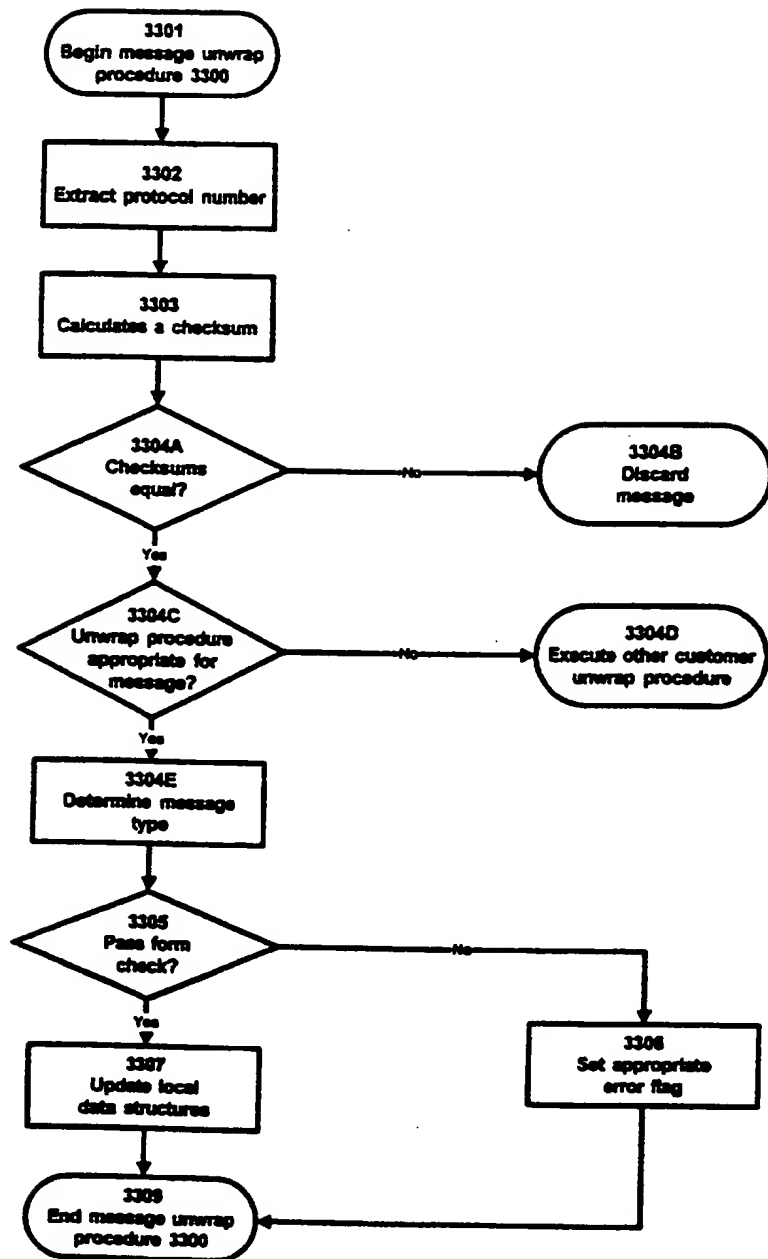 3301
Begin message unwrap
procedure 3300
3302
Extract protocol number
3303
Calculates a checksum
3304A
Checksums
equal?
No
3304B
Discard
message
Yes
3304C
Unwrap procedure
appropriate for
message?
No
3304D
Execute other customer
unwrap procedure
Yes
3304E
Determine message
type
3305
Pass form
check?
No
Yes
3306
Set appropriate
error flag
3307
Update local
data structures
3309
End message unwrap
procedure 3300